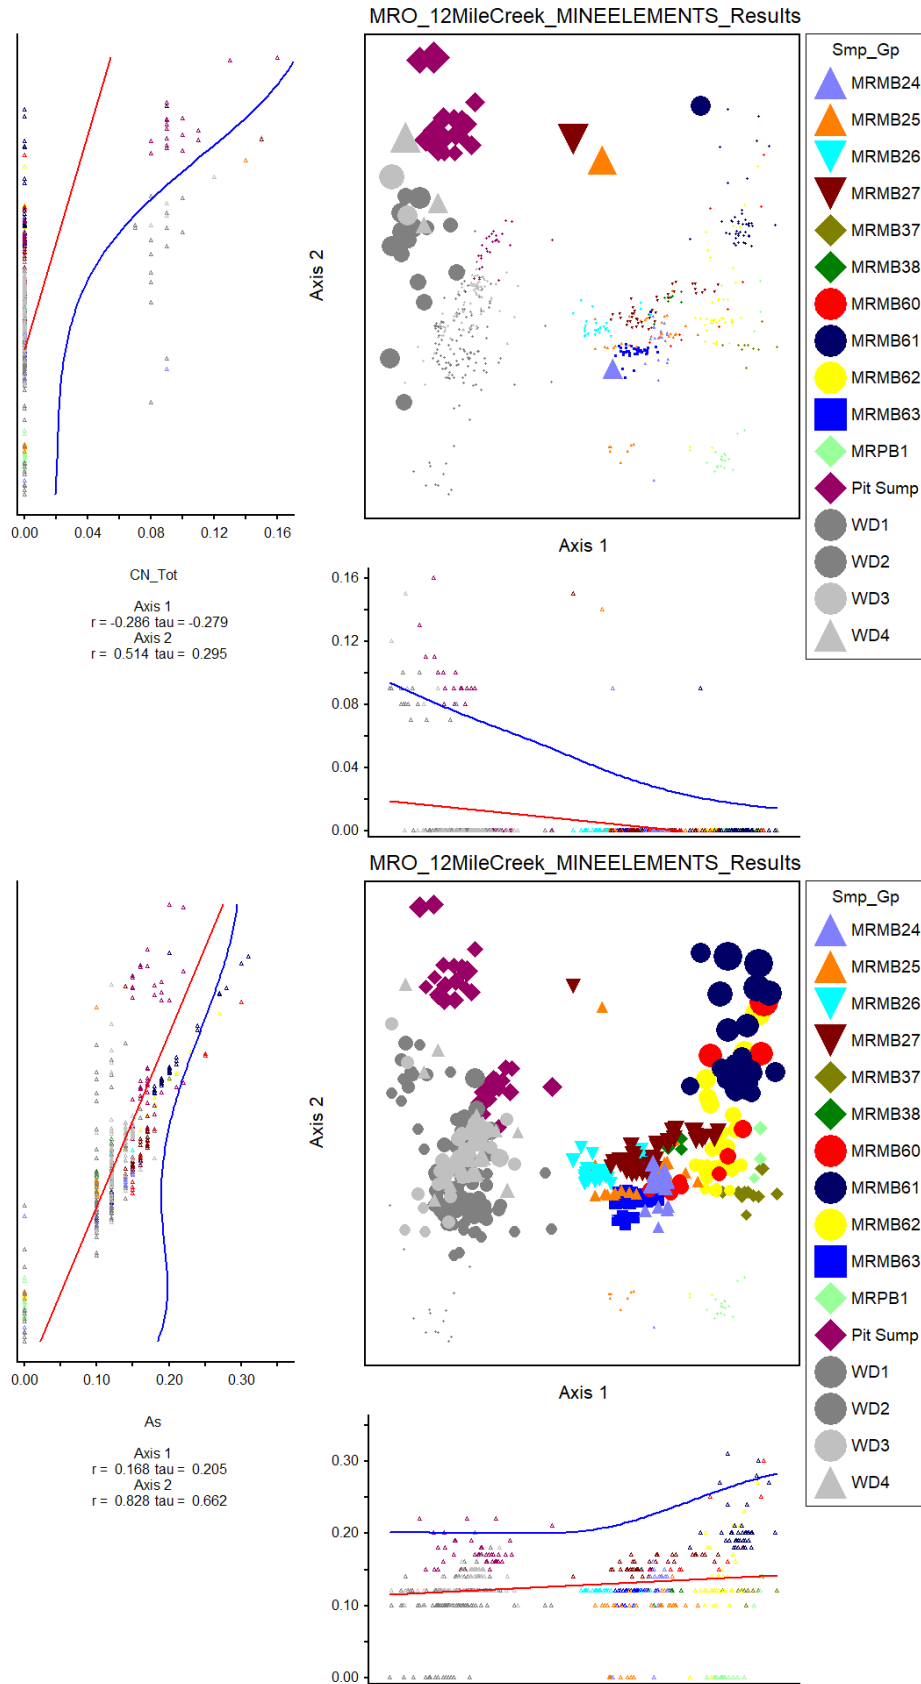 MRO_12MileCreek_MINEELEMENTS_Results
Axis 2
Smp_Gp
MRMB24
MRMB25
MRMB26
MRMB27
MRMB37
MRMB38
MRMB60
MRMB61
MRMB62
MRMB63
MRPB1
Pit Sump
WD1
WD2
WD3
WD4
0.00 0.04 0.08 0.12 0.16
CN_Tot
Axis 1
r = -0.286 tau = -0.279
Axis 2
r = 0.514 tau = 0.295
Axis 1
0.16
0.12
0.08
0.04
0.00
MRO_12MileCreek_MINEELEMENTS_Results
Axis 2
Smp_Gp
MRMB24
MRMB25
MRMB26
MRMB27
MRMB37
MRMB38
MRMB60
MRMB61
MRMB62
MRMB63
MRPB1
Pit Sump
WD1
WD2
WD3
WD4
0.00 0.10 0.20 0.30
As
Axis 1
r = 0.168 tau = 0.205
Axis 2
r = 0.828 tau = 0.662
Axis 1
0.30
0.20
0.10
0.00